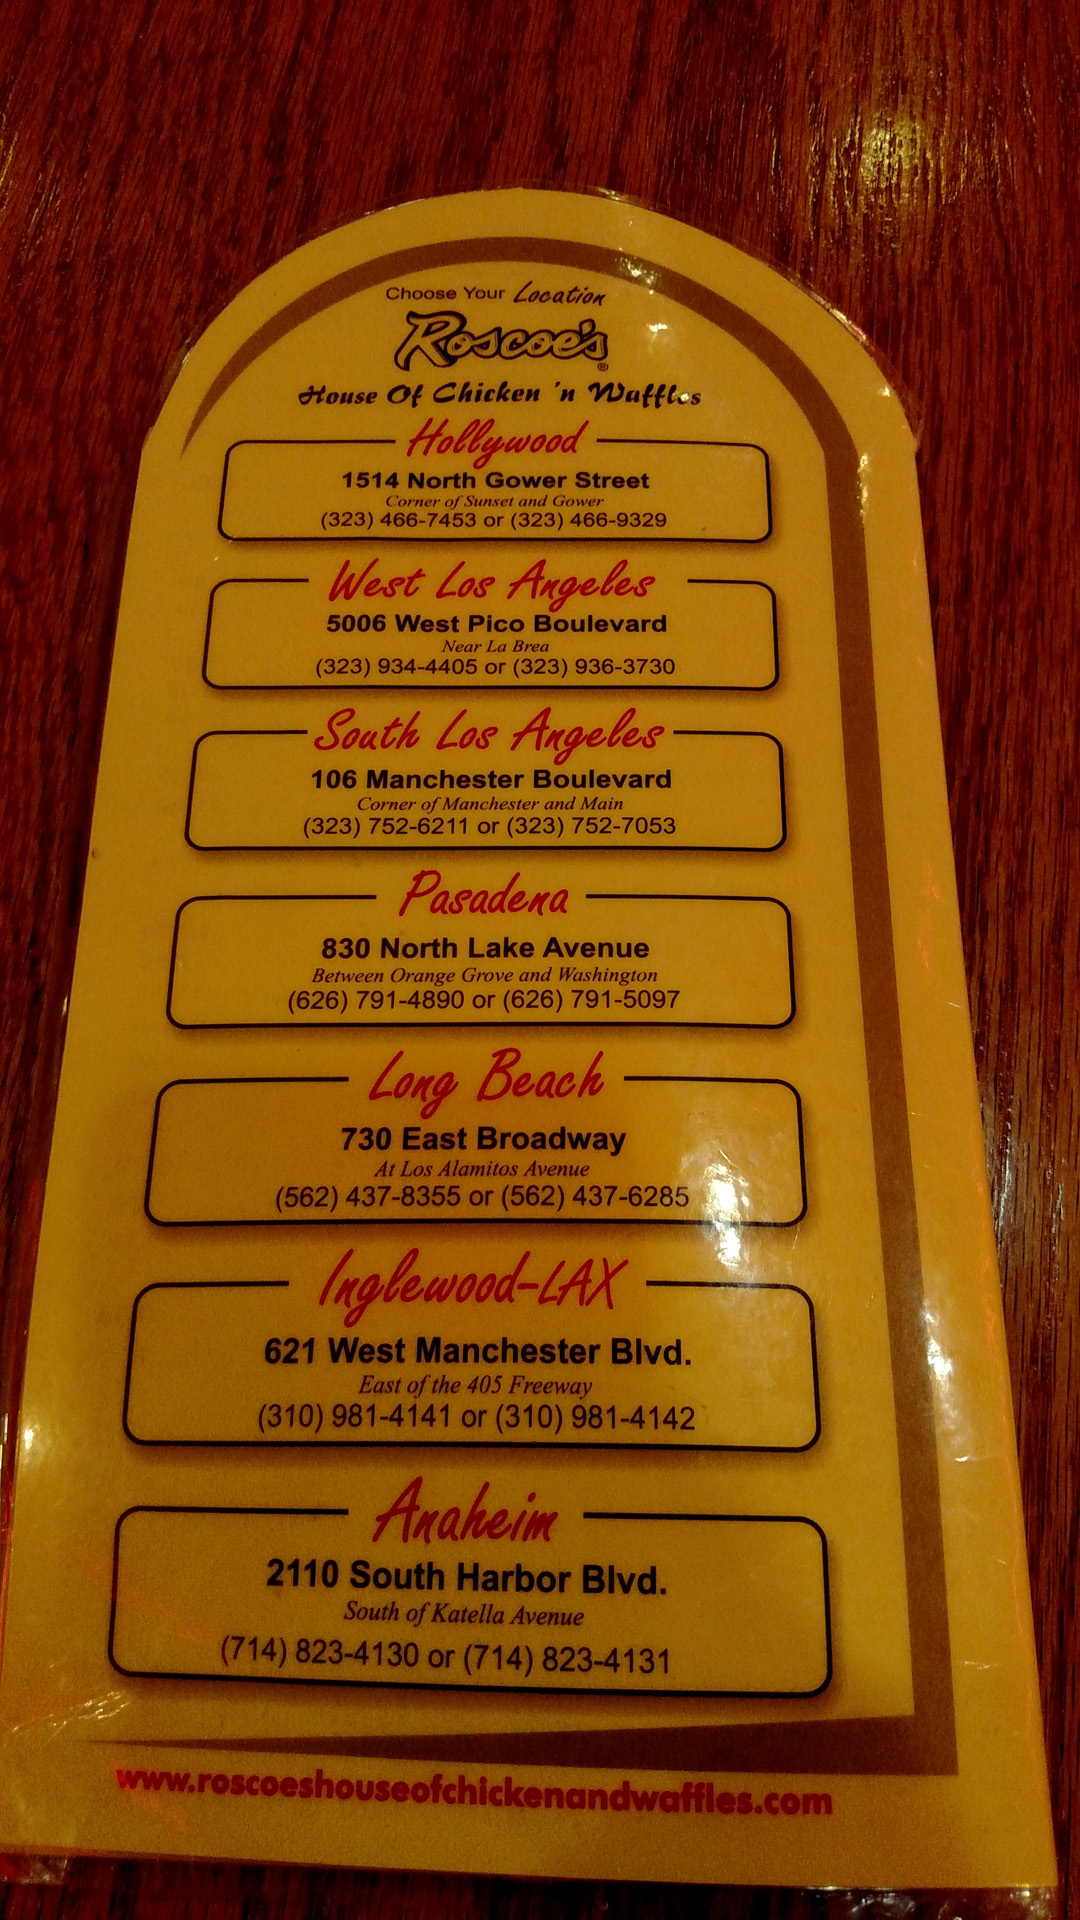 Choose Your Location
Roscoe's®
House Of Chicken 'n Waffles
Hollywood
1514 North Gower Street
Corner of Sunset and Gower
(323) 466-7453 or (323) 466-9329
West Los Angeles
5006 West Pico Boulevard
Near La Brea
(323) 934-4405 or (323) 936-3730
South Los Angeles
106 Manchester Boulevard
Corner of Manchester and Main
(323) 752-6211 or (323) 752-7053
Pasadena
830 North Lake Avenue
Between Orange Grove and Washington
(626) 791-4890 or (626) 791-5097
Long Beach
730 East Broadway
At Los Alamitos Avenue
(562) 437-8355 or (562) 437-6285
Inglewood-LAX
621 West Manchester Blvd.
East of the 405 Freeway
(310) 981-4141 or (310) 981-4142
Anaheim
2110 South Harbor Blvd.
South of Katella Avenue
(714) 823-4130 or (714) 823-4131
www.roscoeshouseofchickenandwaffles.com